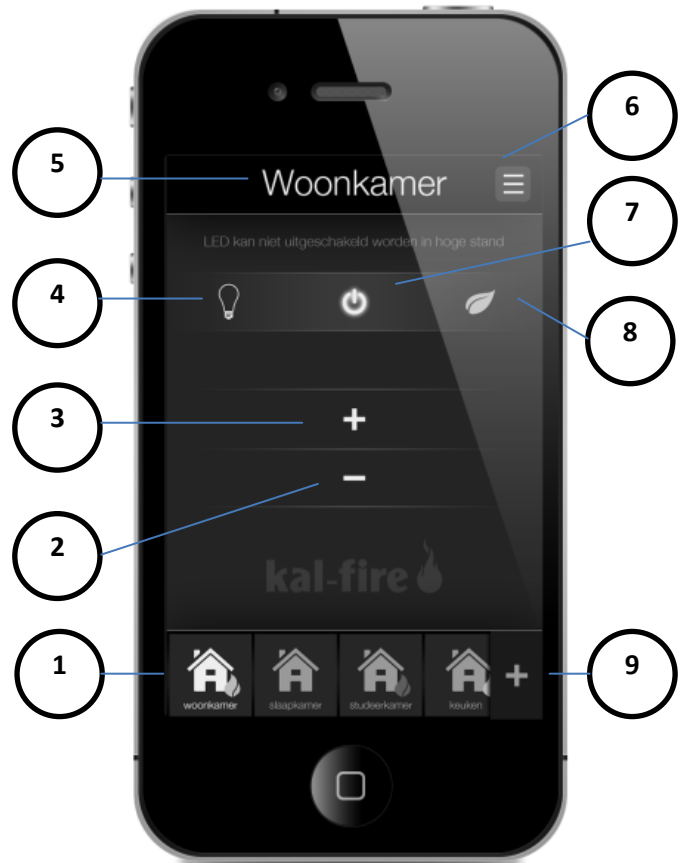 5
Woonkamer
6
LED kan niet uitgeschakeld worden in hoge stand
7
4
8
3
+
2
−
kal-fire
1
woonkamer
slaapkamer
studeerkamer
keuken
+
9